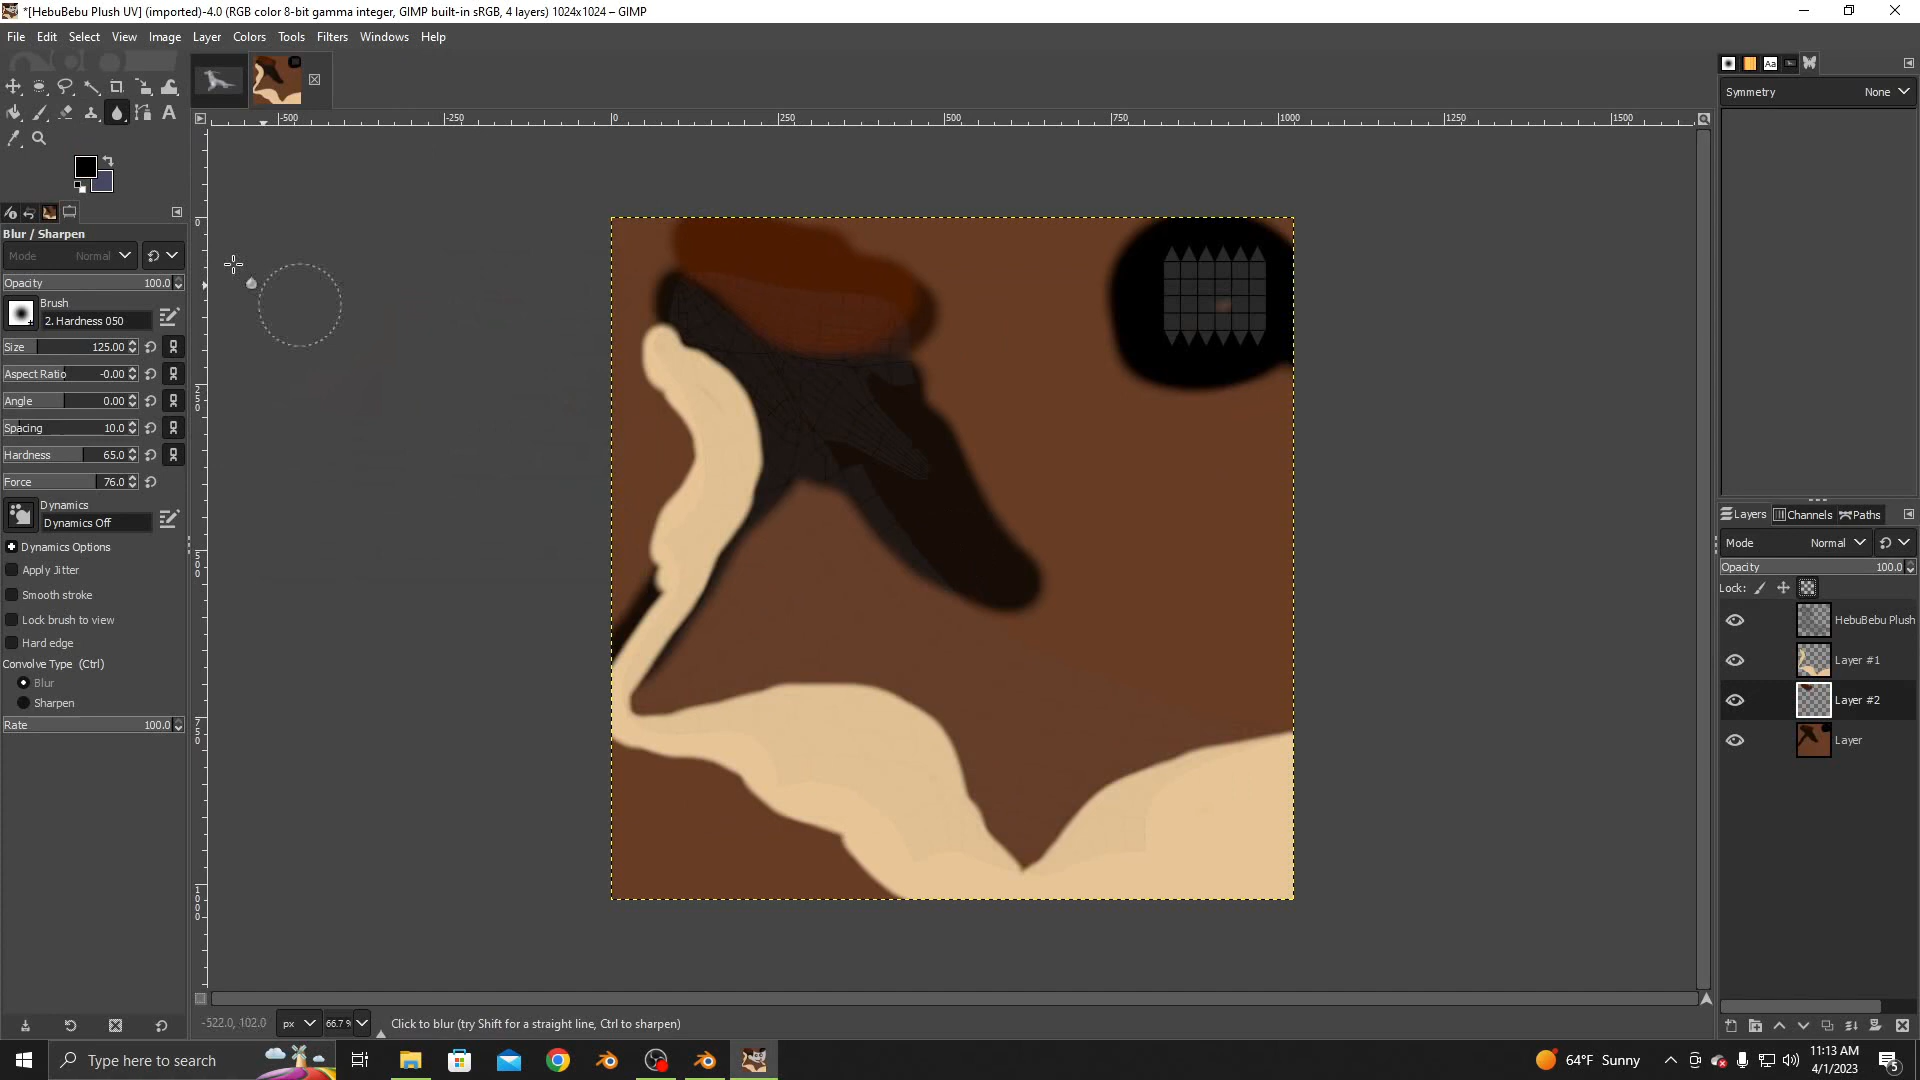 *[HebuBebu Plush UV] (imported)-4.0 (RGB color 8-bit gamma integer, GIMP built-in sRGB, 4 layers) 1024x1024 – GIMP
File Edit Select View Image Layer Colors Tools Filters Windows Help
Symmetry None
-500 -250 0 250 500 750 1000 1250 1500
0
250
500
750
1000
Blur / Sharpen
Mode Normal
Opacity 100.0
Brush
2. Hardness 050
Size 125.00
Aspect Ratio -0.00
Angle 0.00
Spacing 10.0
Hardness 65.0
Force 76.0
Dynamics
Dynamics Off
Dynamics Options
Apply Jitter
Smooth stroke
Lock brush to view
Hard edge
Convolve Type (Ctrl)
Blur
Sharpen
Rate 100.0
Aa
Layers Channels Paths
Mode Normal
Opacity 100.0
Lock:
HebuBebu Plush
Layer #1
Layer #2
Layer
-522.0, 102.0 px 66.7 % Click to blur (try Shift for a straight line, Ctrl to sharpen)
Type here to search
64°F Sunny
11:13 AM
4/1/2023
5